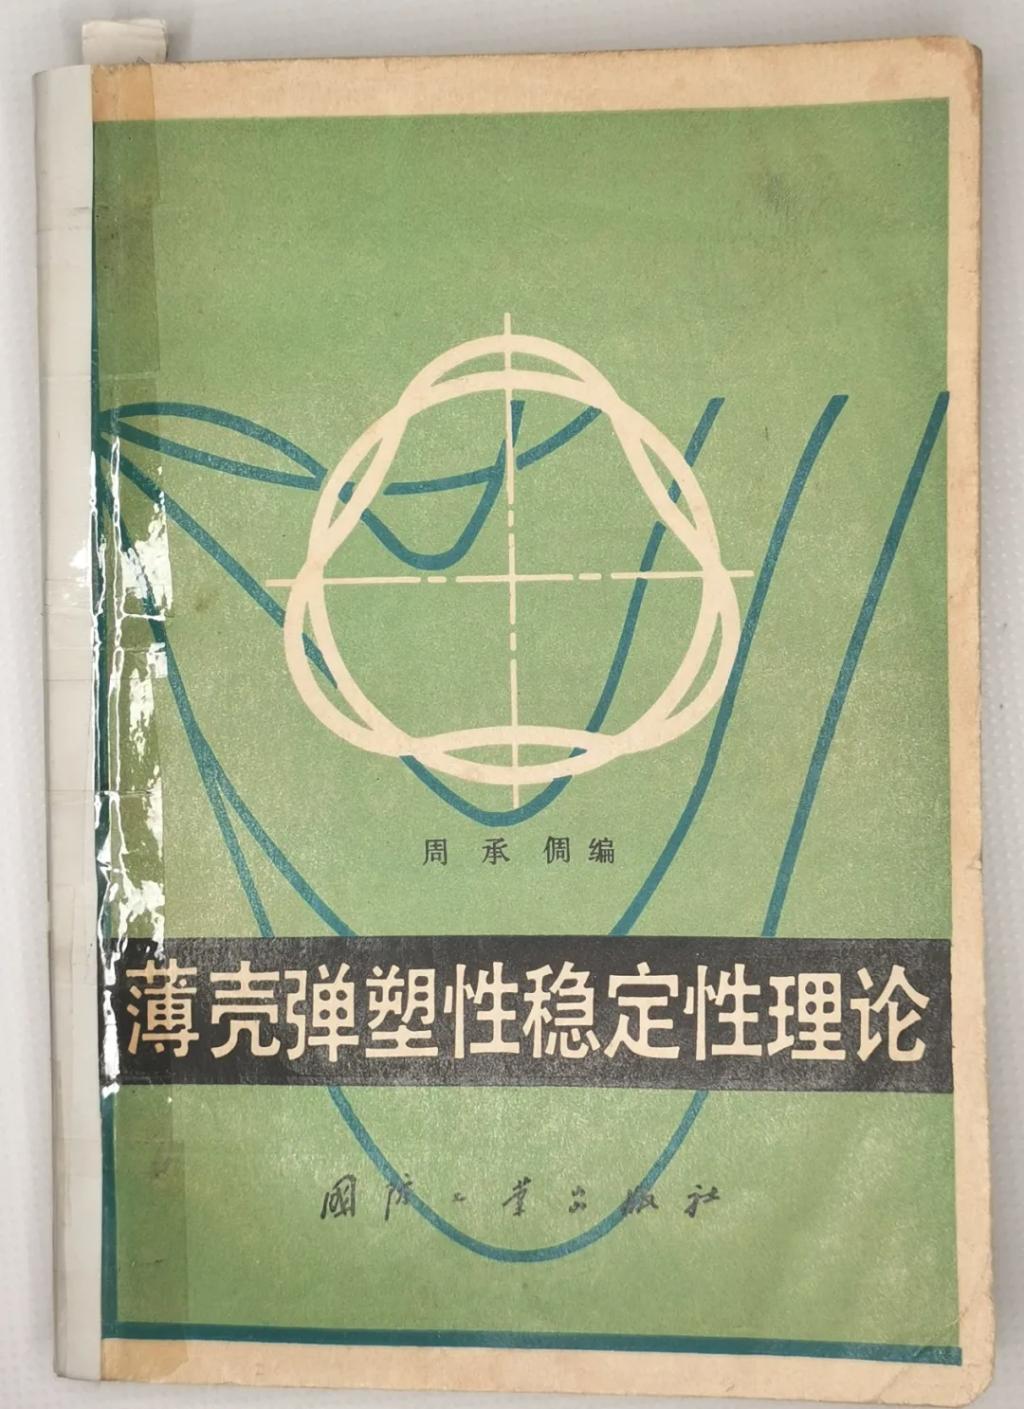 周承倜编
薄壳弹塑性稳定性理论
國防工业出版社